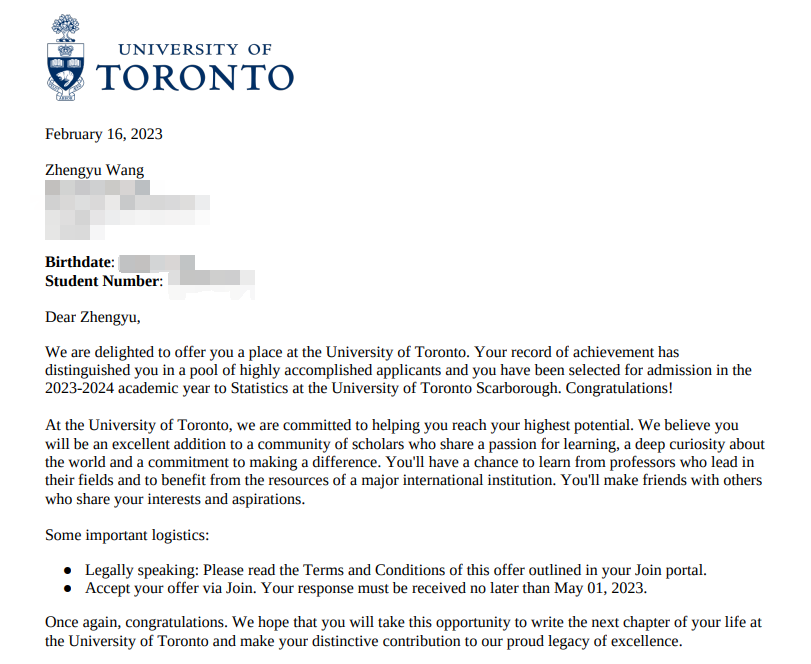 UNIVERSITY OF
TORONTO
February 16, 2023
Zhengyu Wang
Birthdate:
Student Number:
Dear Zhengyu,
We are delighted to offer you a place at the University of Toronto. Your record of achievement has
distinguished you in a pool of highly accomplished applicants and you have been selected for admission in the
2023-2024 academic year to Statistics at the University of Toronto Scarborough. Congratulations!
At the University of Toronto, we are committed to helping you reach your highest potential. We believe you
will be an excellent addition to a community of scholars who share a passion for learning, a deep curiosity about
the world and a commitment to making a difference. You'll have a chance to learn from professors who lead in
their fields and to benefit from the resources of a major international institution. You'll make friends with others
who share your interests and aspirations.
Some important logistics:
● Legally speaking: Please read the Terms and Conditions of this offer outlined in your Join portal.
● Accept your offer via Join. Your response must be received no later than May 01, 2023.
Once again, congratulations. We hope that you will take this opportunity to write the next chapter of your life at
the University of Toronto and make your distinctive contribution to our proud legacy of excellence.